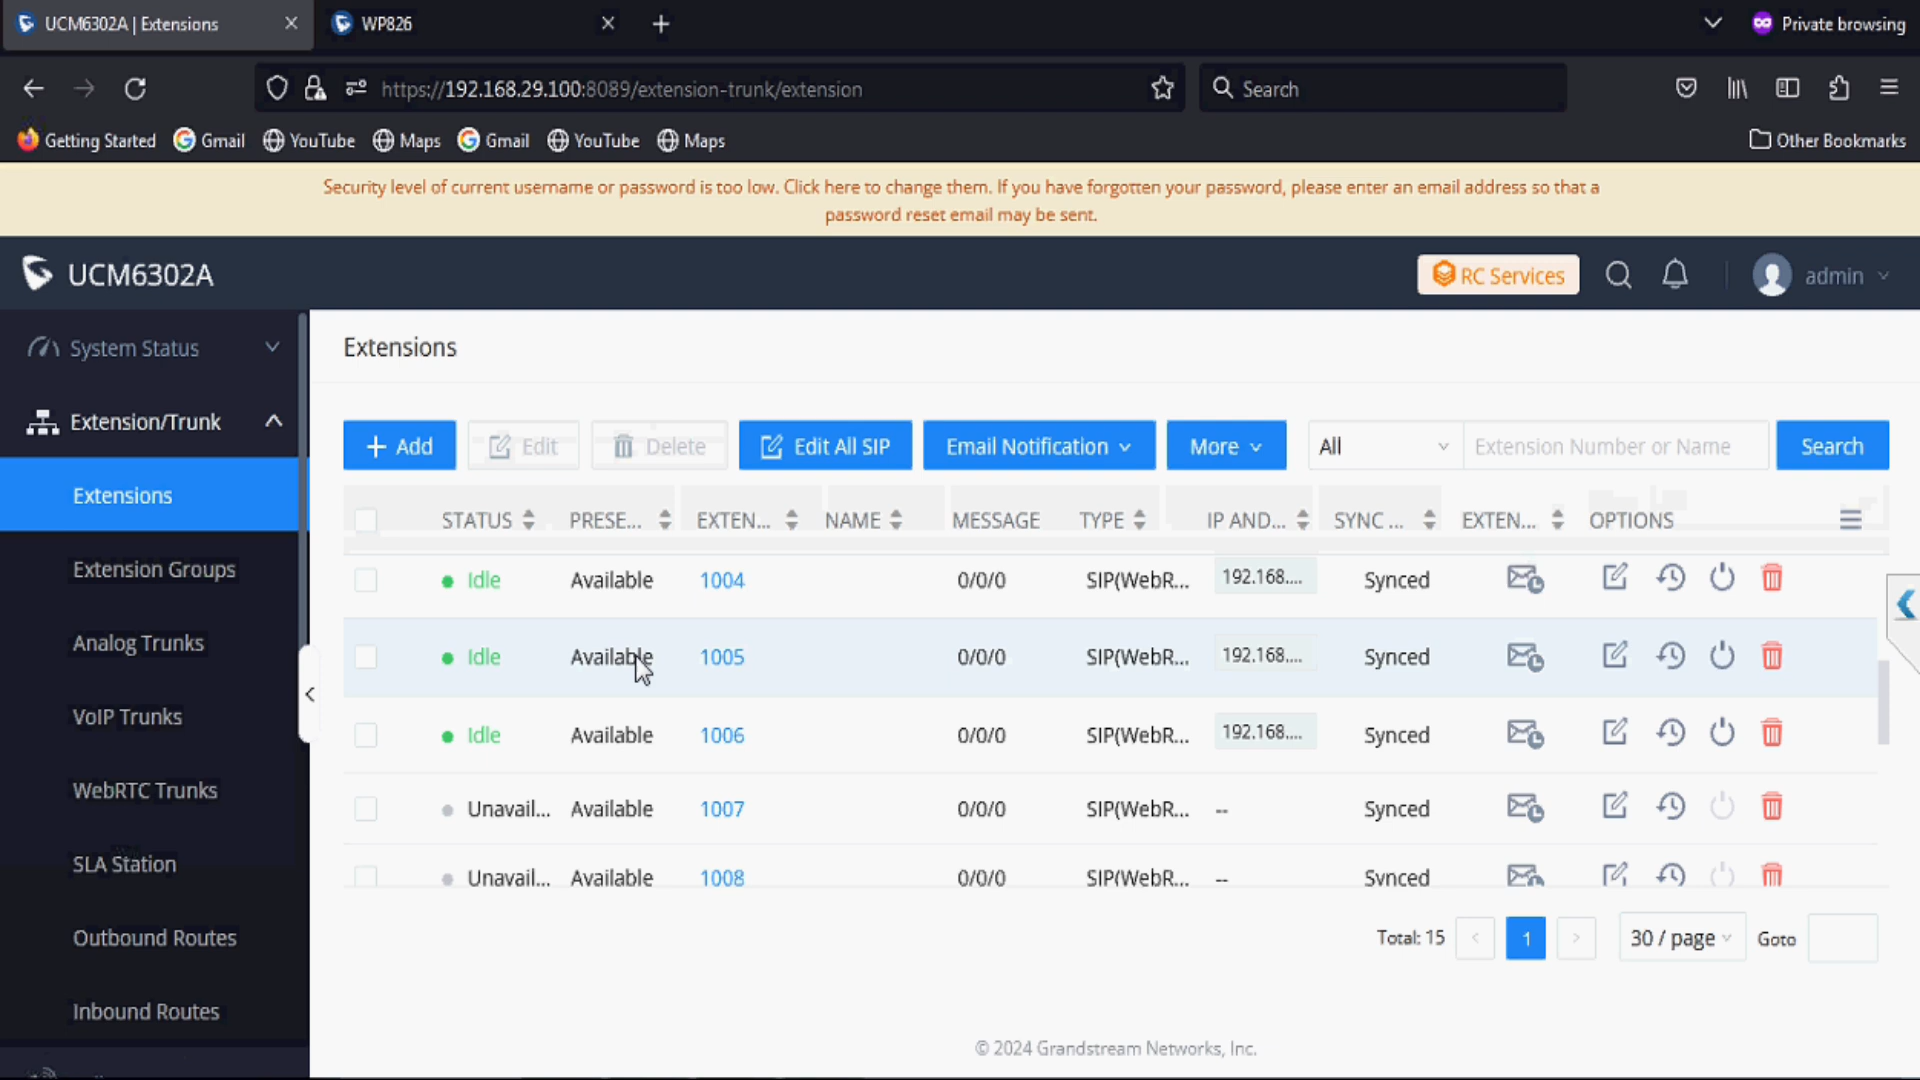 UCM6302A | Extensions
WP826
Private browsing
https://192.168.29.100:8089/extension-trunk/extension
Search
Getting Started
Gmail
YouTube
Maps
Gmail
YouTube
Maps
Other Bookmarks
Security level of current username or password is too low. Click here to change them. If you have forgotten your password, please enter an email address so that a
password reset email may be sent.
UCM6302A
RC Services
admin
System Status
Extension/Trunk
Extensions
Extension Groups
Analog Trunks
VoIP Trunks
WebRTC Trunks
SLA Station
Outbound Routes
Inbound Routes
Extensions
+ Add
Edit
Delete
Edit All SIP
Email Notification
More
All
Extension Number or Name
Search
STATUS PRESE... EXTEN... NAME MESSAGE TYPE IP AND... SYNC ... EXTEN... OPTIONS
Idle Available 1004 0/0/0 SIP(WebR... 192.168.... Synced
Idle Available 1005 0/0/0 SIP(WebR... 192.168.... Synced
Idle Available 1006 0/0/0 SIP(WebR... 192.168.... Synced
Unavail... Available 1007 0/0/0 SIP(WebR... -- Synced
Unavail... Available 1008 0/0/0 SIP(WebR... -- Synced
Total: 15 < 1 > 30 / page Goto
© 2024 Grandstream Networks, Inc.